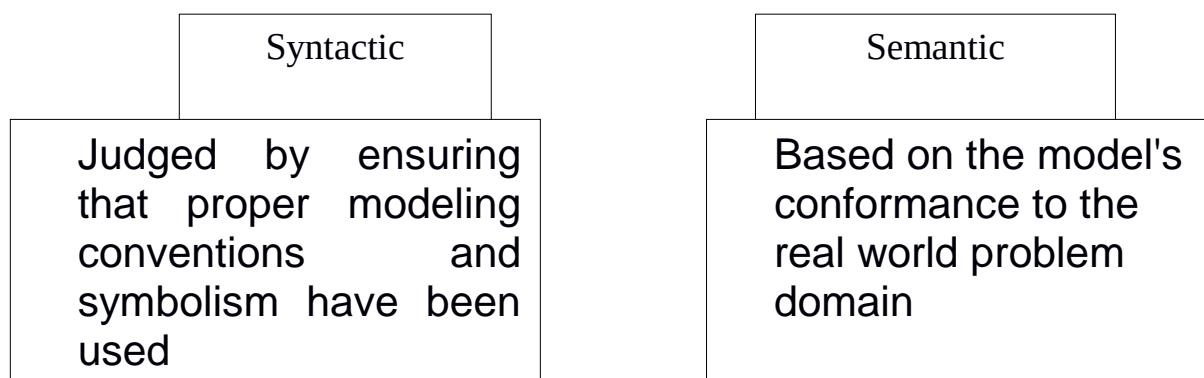 Syntactic
Judged by ensuring
that proper modeling
conventions and
symbolism have been
used
Semantic
Based on the model's
conformance to the
real world problem
domain